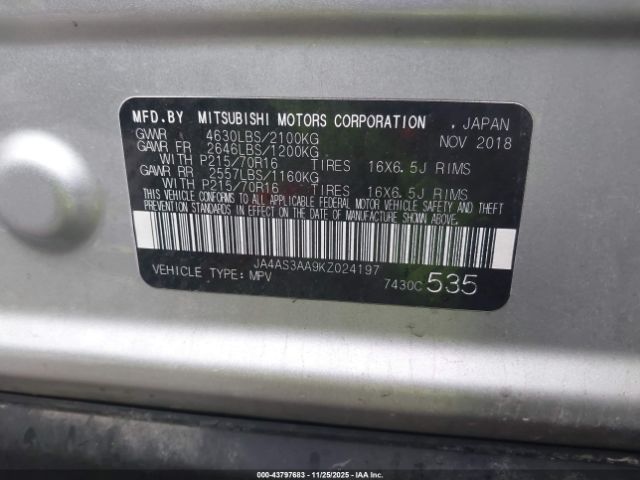 MFD.BY MITSUBISHI MOTORS CORPORATION , JAPAN
GVWR 4630LBS/2100KG NOV 2018
GAWR FR 2646LBS/1200KG
WITH P215/70R16 TIRES 16X6.5J RIMS
GAWR RR 2557LBS/1160KG
WITH P215/70R16 TIRES 16X6.5J RIMS
THIS VEHICLE CONFORMS TO ALL APPLICABLE FEDERAL MOTOR VEHICLE SAFETY AND THEFT
PREVENTION STANDARDS IN EFFECT ON THE DATE OF MANUFACTURE SHOWN ABOVE.
JA4AS3AA9KZ024197
VEHICLE TYPE: MPV 7430C 535
000-43797683 - 11/25/2025 - IAA Inc.